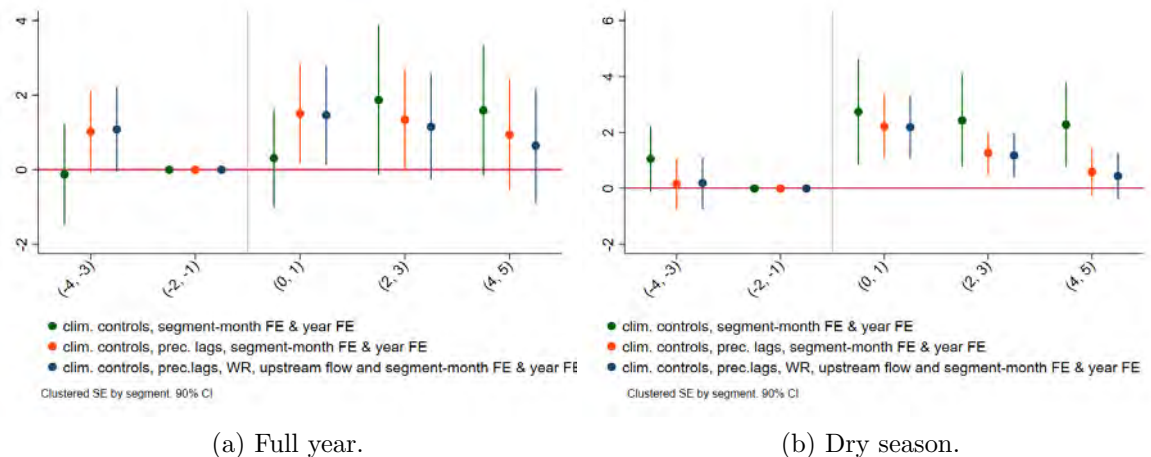 4
2
0
-2
(-4, -3)
(-2, -1)
(0, 1)
(2, 3)
(4, 5)
clim. controls, segment-month FE & year FE
clim. controls, prec. lags, segment-month FE & year FE
clim. controls, prec.lags, WR, upstream flow and segment-month FE & year FE
Clustered SE by segment. 90% CI
(a) Full year.
6
4
2
0
-2
(-4, -3)
(-2, -1)
(0, 1)
(2, 3)
(4, 5)
clim. controls, segment-month FE & year FE
clim. controls, prec. lags, segment-month FE & year FE
clim. controls, prec.lags, WR, upstream flow and segment-month FE & year FE
Clustered SE by segment. 90% CI
(b) Dry season.